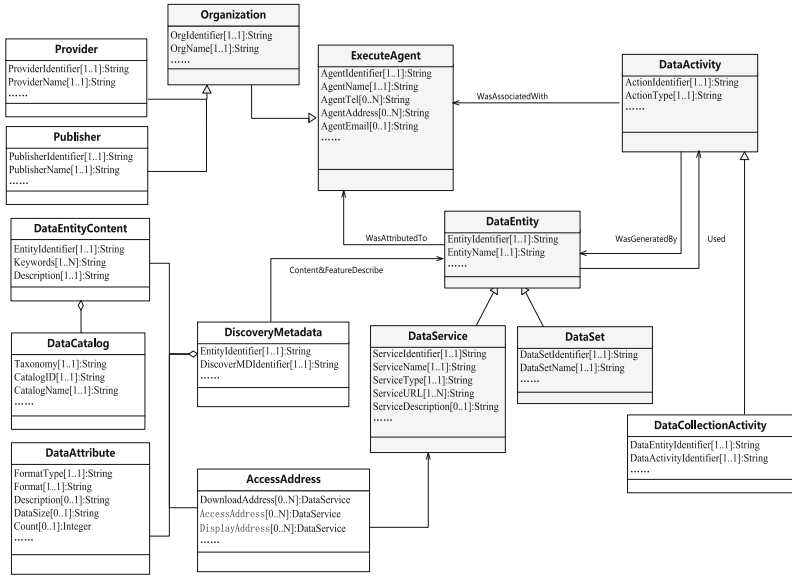 Organization
OrgIdentifier[1..1]:String
OrgName[1..1]:String
......
Provider
ProviderIdentifier[1..1]:String
ProviderName[1..1]:String
......
Publisher
PublisherIdentifier[1..1]:String
PublisherName[1..1]:String
......
ExecuteAgent
AgentIdentifier[1..1]:String
AgentName[1..1]:String
AgentTel[0..N]:String
AgentAddress[0..N]:String
AgentEmail[0..1]:String
......
WasAssociatedWith
DataActivity
ActionIdentifier[1..1]:String
ActionType[1..1]:String
......
WasAttributedTo
DataEntity
EntityIdentifier[1..1]:String
EntityName[1..1]:String
......
WasGeneratedBy
Used
DataEntityContent
EntityIdentifier[1..1]:String
Keywords[1..N]:String
Description[1..1]:String
Content&FeatureDescribe
DataCatalog
Taxonomy[1..1]:String
CatalogID[1..1]:String
CatalogName[1..1]:String
......
DiscoveryMetadata
EntityIdentifier[1..1]:String
DiscoverMDIdentifier[1..1]:String
......
DataService
ServiceIdentifier[1..1]String
ServiceName[1..1]:String
ServiceType[1..1]:String
ServiceURL[1..N]:String
ServiceDescription[0..1]:String
......
DataSet
DataSetIdentifier[1..1]:String
DataSetName[1..1]:String
......
DataCollectionActivity
DataEntityIdentifier[1..1]:String
DataActivityIdentifier[1..1]:String
......
DataAttribute
FormatType[1..1]:String
Format[1..1]:String
Description[0..1]:String
DataSize[0..1]:String
Count[0..1]:Integer
......
AccessAddress
DownloadAddress[0..N]:DataService
AccessAddress[0..N]:DataService
DisplayAddress[0..N]:DataService
......